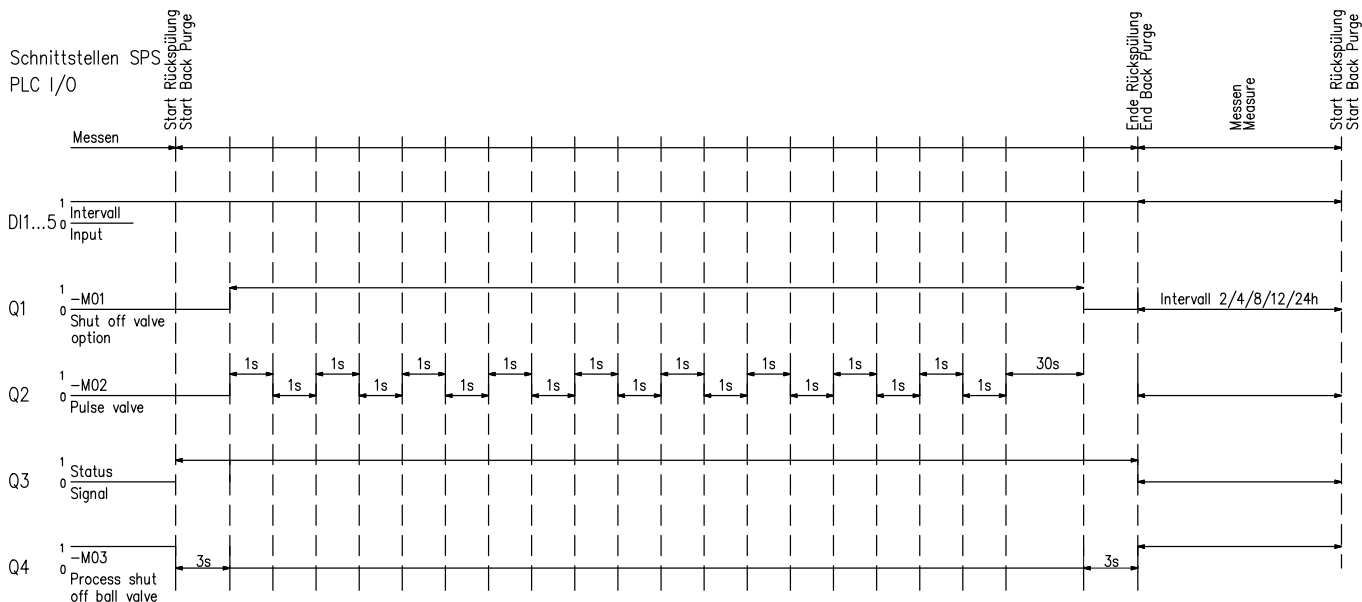 Schnittstellen SPS
PLC I/O
Start Rückspülung
Start Back Purge
Ende Rückspülung
End Back Purge
Messen
Measure
Start Rückspülung
Start Back Purge
Messen
DI1...5
1
0
Intervall
Input
Q1
1
0
-M01
Shut off valve
option
Intervall 2/4/8/12/24h
Q2
1
0
-M02
Pulse valve
1s 1s 1s 1s 1s 1s 1s 1s 1s 30s
1s 1s 1s 1s 1s 1s 1s 1s 1s
Q3
1
0
Status
Signal
Q4
1
0
-M03
Process shut
off ball valve
3s
3s